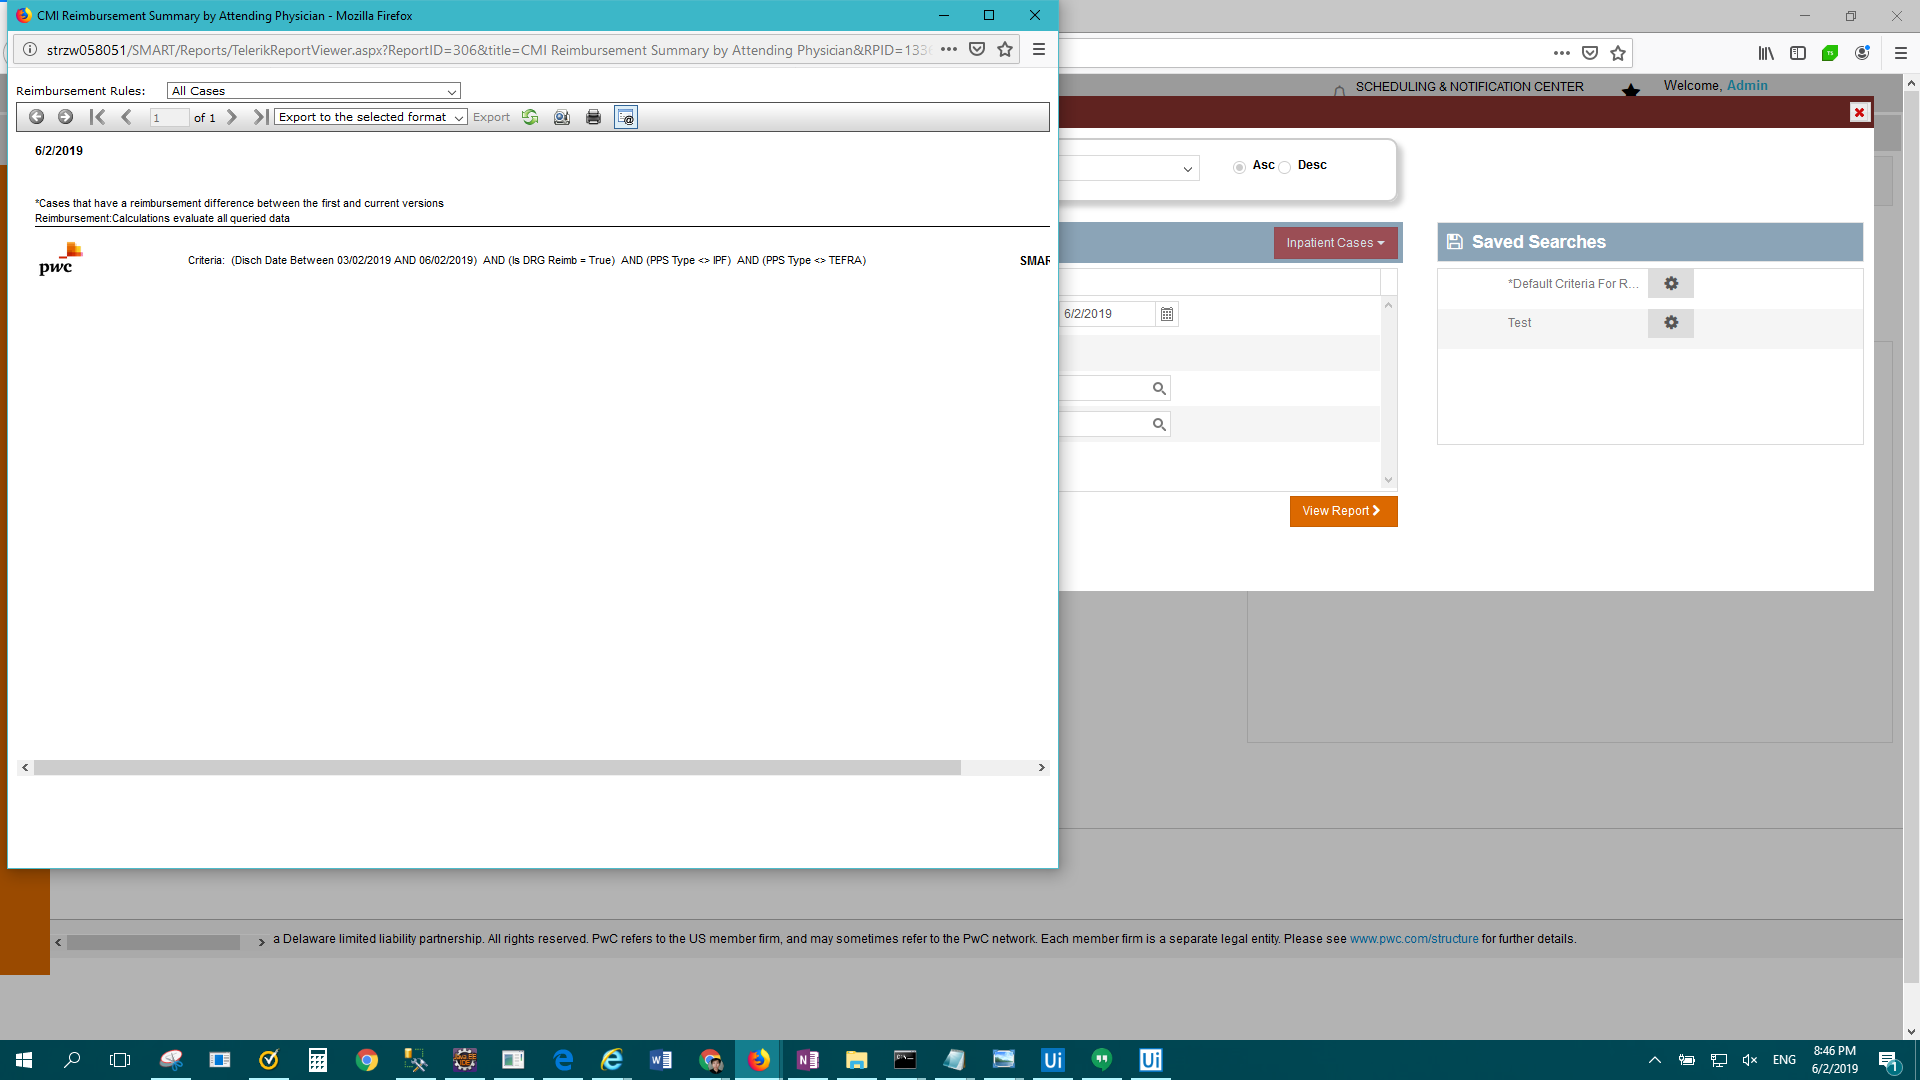 CMI Reimbursement Summary by Attending Physician - Mozilla Firefox
strzw058051/SMART/Reports/TelerikReportViewer.aspx?ReportID=306&title=CMI Reimbursement Summary by Attending Physician&RPID=1336
Reimbursement Rules: All Cases
1 of 1 Export to the selected format Export
6/2/2019
*Cases that have a reimbursement difference between the first and current versions
Reimbursement:Calculations evaluate all queried data
pwc
Criteria: (Disch Date Between 03/02/2019 AND 06/02/2019) AND (Is DRG Reimb = True) AND (PPS Type <> IPF) AND (PPS Type <> TEFRA)
SMAR
SCHEDULING & NOTIFICATION CENTER
Welcome, Admin
Asc Desc
Inpatient Cases
Saved Searches
*Default Criteria For R...
Test
6/2/2019
View Report
a Delaware limited liability partnership. All rights reserved. PwC refers to the US member firm, and may sometimes refer to the PwC network. Each member firm is a separate legal entity. Please see www.pwc.com/structure for further details.
ENG
8:46 PM
6/2/2019
1